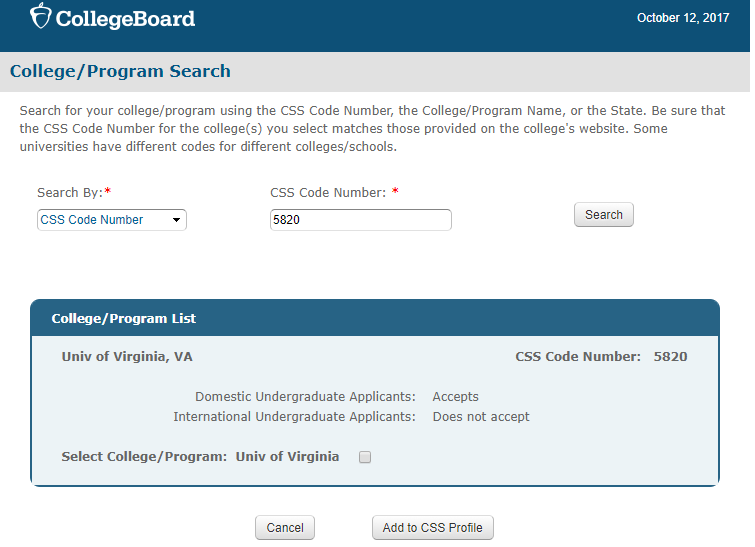 CollegeBoard
October 12, 2017
College/Program Search
Search for your college/program using the CSS Code Number, the College/Program Name, or the State. Be sure that
the CSS Code Number for the college(s) you select matches those provided on the college's website. Some
universities have different codes for different colleges/schools.
Search By:* CSS Code Number: *
CSS Code Number 5820 Search
College/Program List
Univ of Virginia, VA CSS Code Number: 5820
Domestic Undergraduate Applicants: Accepts
International Undergraduate Applicants: Does not accept
Select College/Program: Univ of Virginia
Cancel Add to CSS Profile